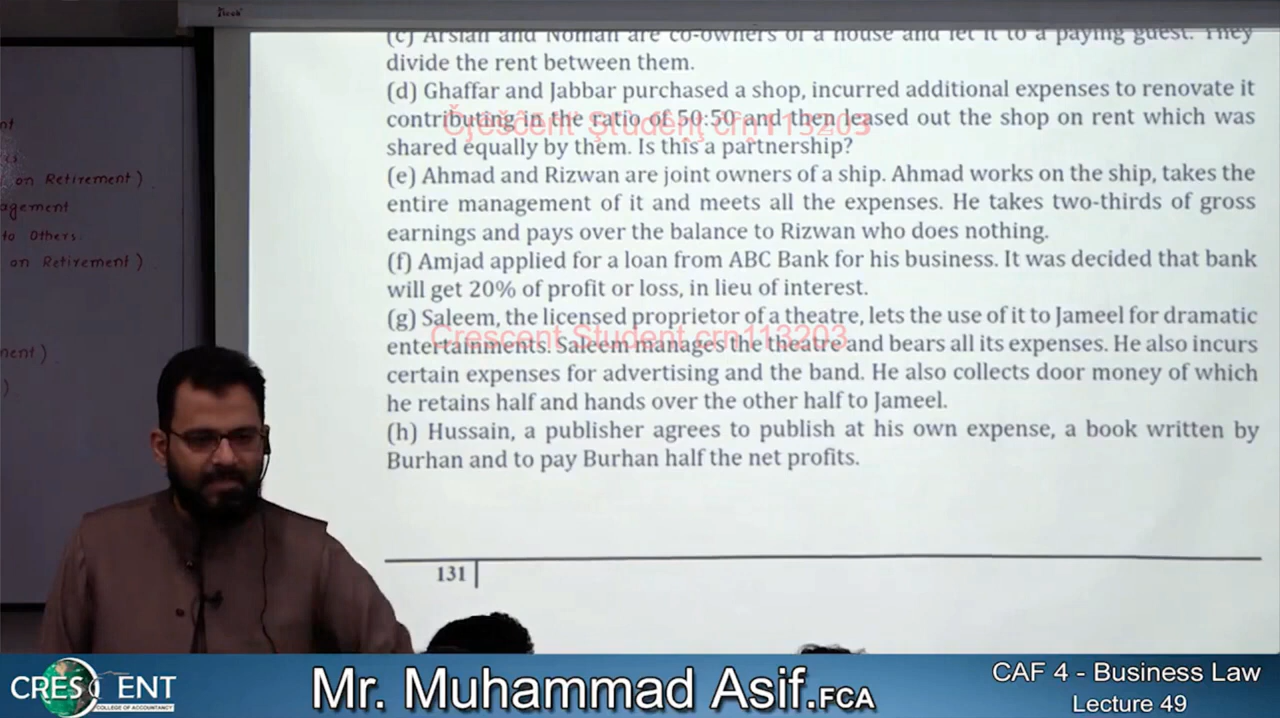 (c) Arslan and Noman are co-owners of a house and let it to a paying guest. They
divide the rent between them.
(d) Ghaffar and Jabbar purchased a shop, incurred additional expenses to renovate it
contributing in the ratio of 50:50 and then leased out the shop on rent which was
shared equally by them. Is this a partnership?
(e) Ahmad and Rizwan are joint owners of a ship. Ahmad works on the ship, takes the
entire management of it and meets all the expenses. He takes two-thirds of gross
earnings and pays over the balance to Rizwan who does nothing.
(f) Amjad applied for a loan from ABC Bank for his business. It was decided that bank
will get 20% of profit or loss, in lieu of interest.
(g) Saleem, the licensed proprietor of a theatre, lets the use of it to Jameel for dramatic
entertainments. Saleem manages the theatre and bears all its expenses. He also incurs
certain expenses for advertising and the band. He also collects door money of which
he retains half and hands over the other half to Jameel.
(h) Hussain, a publisher agrees to publish at his own expense, a book written by
Burhan and to pay Burhan half the net profits.
131
Crescent Student crn113203
Crescent Student crn113203
on Retirement)
agement
to Others
on Retirement)
ment)
CRESCENT
COLLEGE OF ACCOUNTANCY
Mr. Muhammad Asif.FCA
CAF 4 - Business Law
Lecture 49